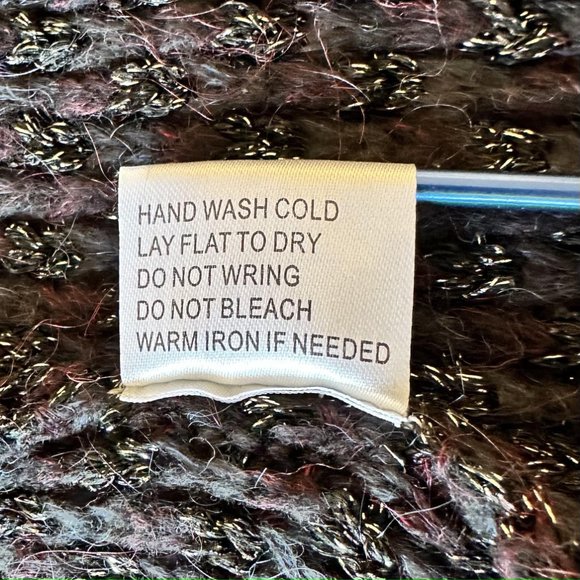 HAND WASH COLD
LAY FLAT TO DRY
DO NOT WRING
DO NOT BLEACH
WARM IRON IF NEEDED